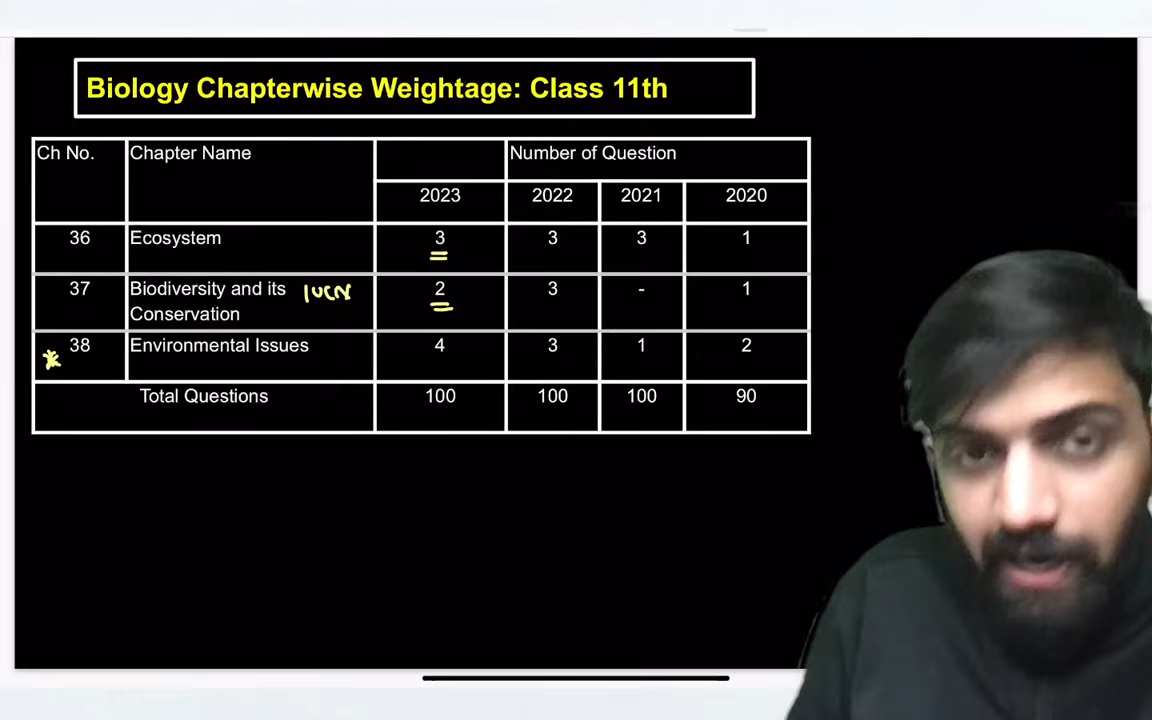 Biology Chapterwise Weightage: Class 11th
Ch No. Chapter Name Number of Question
2023 2022 2021 2020
36 Ecosystem 3 3 3 1
37 Biodiversity and its IUCN 2 3 - 1
Conservation
* 38 Environmental Issues 4 3 1 2
Total Questions 100 100 100 90